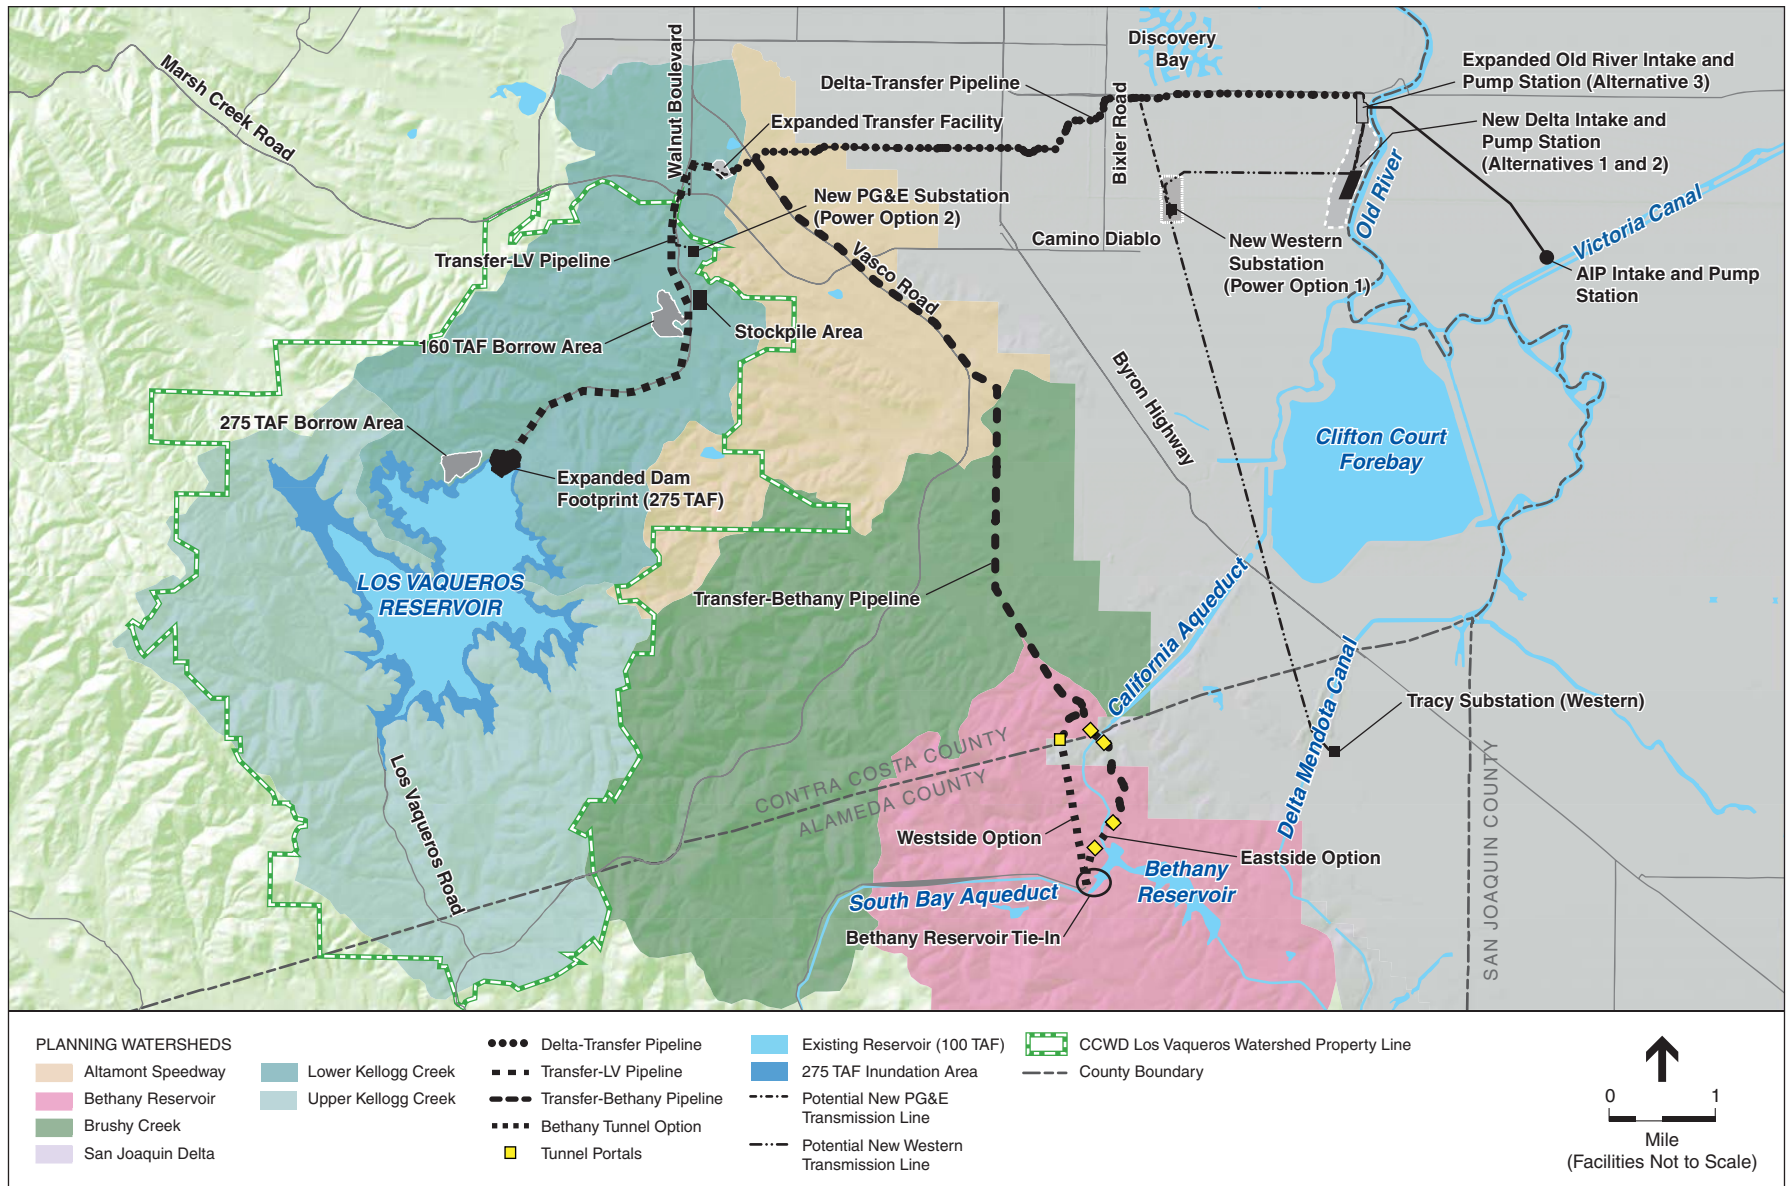 Marsh Creek Road
Walnut Boulevard
Discovery
Bay
Delta-Transfer Pipeline
Expanded Old River Intake and
Pump Station (Alternative 3)
Expanded Transfer Facility
Bixler Road
New Delta Intake and
Pump Station
(Alternatives 1 and 2)
Old River
Victoria Canal
New PG&E Substation
(Power Option 2)
Camino Diablo
New Western
Substation
(Power Option 1)
AIP Intake and Pump
Station
Transfer-LV Pipeline
Vasco Road
Stockpile Area
160 TAF Borrow Area
Byron Highway
275 TAF Borrow Area
Clifton Court
Forebay
Expanded Dam
Footprint (275 TAF)
LOS VAQUEROS
RESERVOIR
Transfer-Bethany Pipeline
California Aqueduct
Delta Mendota Canal
Tracy Substation (Western)
CONTRA COSTA COUNTY
ALAMEDA COUNTY
SAN JOAQUIN COUNTY
Los Vaqueros Road
Westside Option
Eastside Option
Bethany
Reservoir
South Bay Aqueduct
Bethany Reservoir Tie-In
PLANNING WATERSHEDS
Altamont Speedway
Bethany Reservoir
Brushy Creek
San Joaquin Delta
Lower Kellogg Creek
Upper Kellogg Creek
Delta-Transfer Pipeline
Transfer-LV Pipeline
Transfer-Bethany Pipeline
Bethany Tunnel Option
Tunnel Portals
Existing Reservoir (100 TAF)
275 TAF Inundation Area
Potential New PG&E
Transmission Line
Potential New Western
Transmission Line
CCWD Los Vaqueros Watershed Property Line
County Boundary
0 1
Mile
(Facilities Not to Scale)